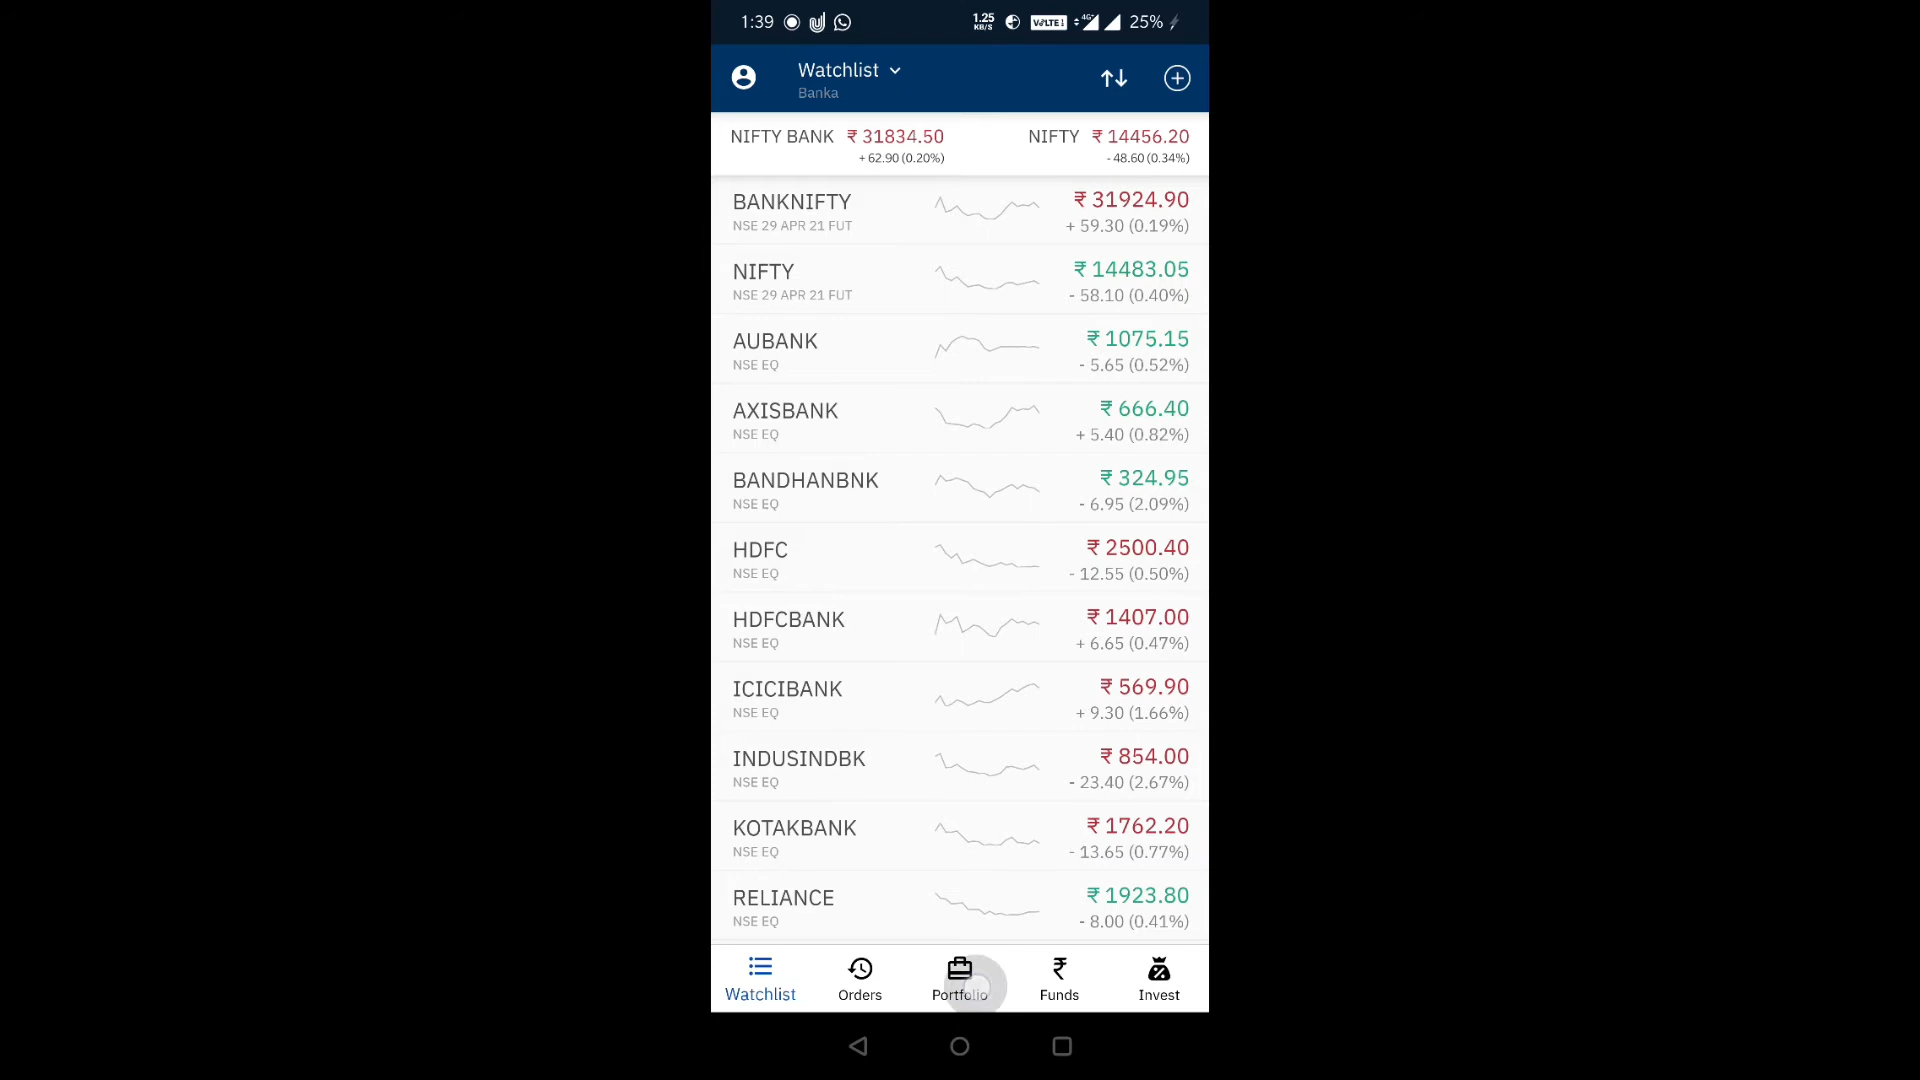 1:39 1.25 KB/S VoLTE 1 4G+ 25%
Watchlist
Banka
NIFTY BANK ₹ 31834.50 NIFTY ₹ 14456.20
+ 62.90 (0.20%) - 48.60 (0.34%)
BANKNIFTY ₹ 31924.90
NSE 29 APR 21 FUT + 59.30 (0.19%)
NIFTY ₹ 14483.05
NSE 29 APR 21 FUT - 58.10 (0.40%)
AUBANK ₹ 1075.15
NSE EQ - 5.65 (0.52%)
AXISBANK ₹ 666.40
NSE EQ + 5.40 (0.82%)
BANDHANBNK ₹ 324.95
NSE EQ - 6.95 (2.09%)
HDFC ₹ 2500.40
NSE EQ - 12.55 (0.50%)
HDFCBANK ₹ 1407.00
NSE EQ + 6.65 (0.47%)
ICICIBANK ₹ 569.90
NSE EQ + 9.30 (1.66%)
INDUSINDBK ₹ 854.00
NSE EQ - 23.40 (2.67%)
KOTAKBANK ₹ 1762.20
NSE EQ - 13.65 (0.77%)
RELIANCE ₹ 1923.80
NSE EQ - 8.00 (0.41%)
Watchlist Orders Portfolio Funds Invest